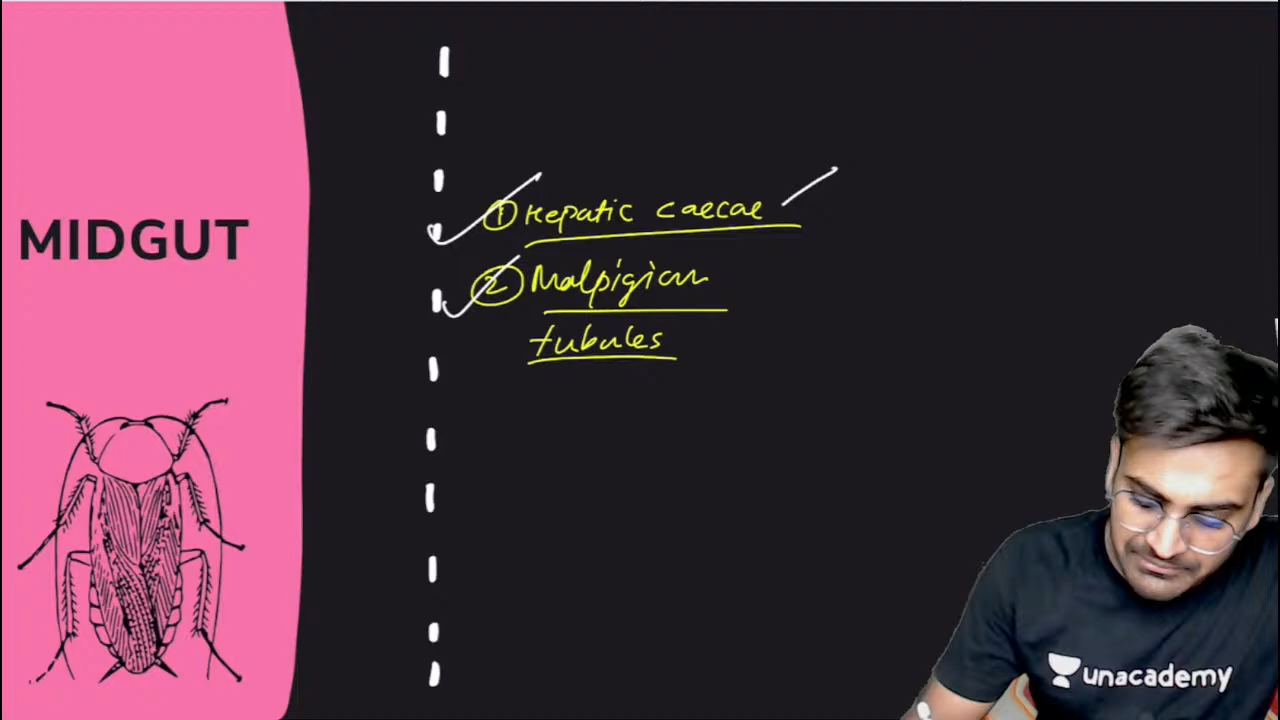 MIDGUT
① Hepatic caecae
② Malpigian
tubules
unacademy